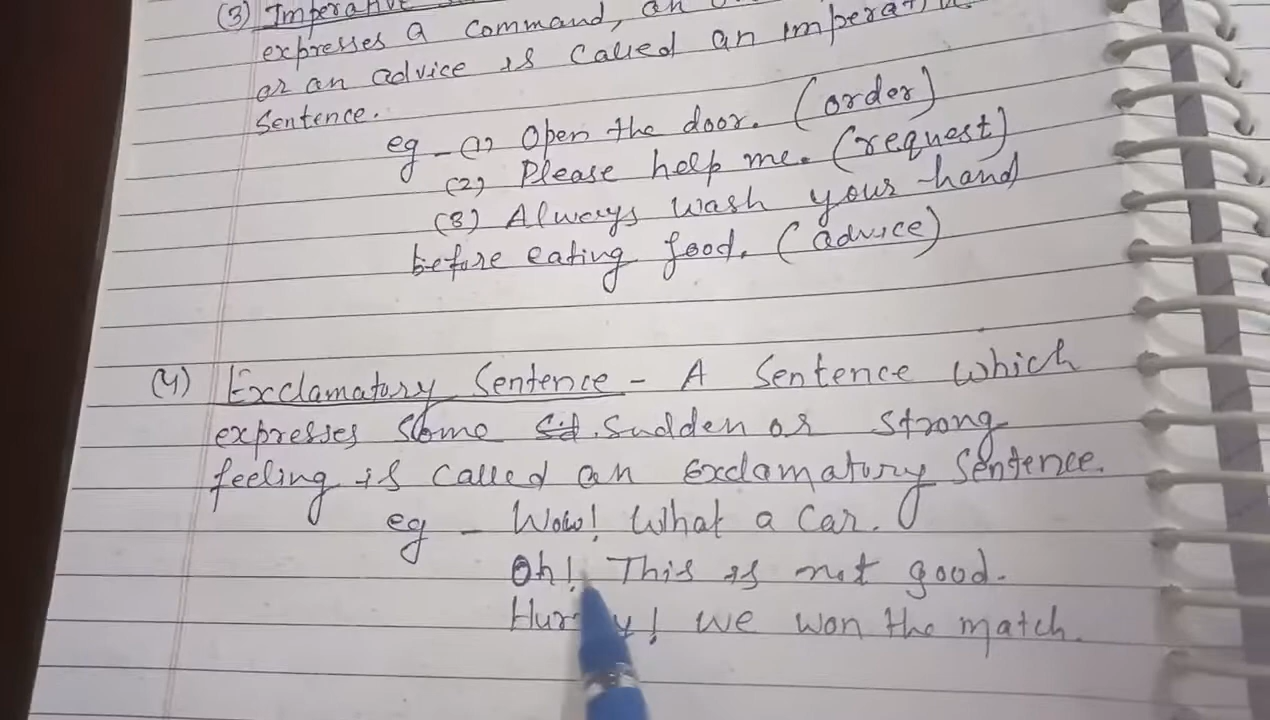 (3) Imperative
expresses a command, an
or an advice is called an imperative
sentence.
eg - (1) Open the door. (order)
(2) Please help me. (request)
(3) Always wash your hand
before eating food. (advice)
(4) Exclamatory Sentence - A sentence which
expresses some sudden or strong
feeling is called an exclamatory sentence.
eg - Wow! What a car.
Oh! This is not good.
! We won the match.